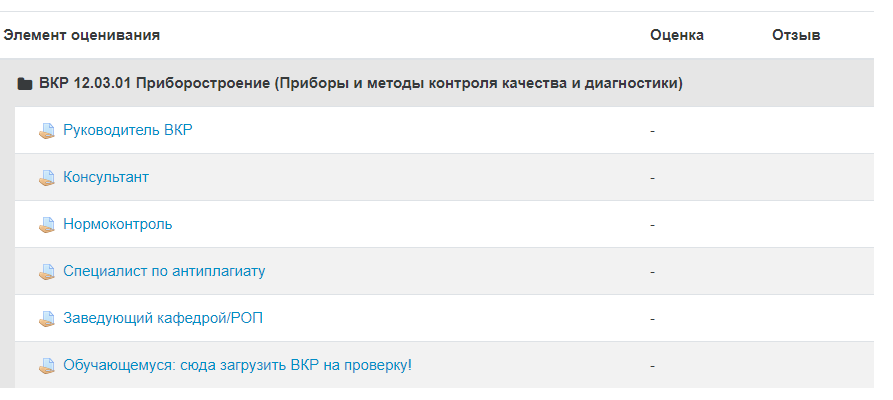 Элемент оценивания Оценка Отзыв
ВКР 12.03.01 Приборостроение (Приборы и методы контроля качества и диагностики)
Руководитель ВКР -
Консультант -
Нормоконтроль -
Специалист по антиплагиату -
Заведующий кафедрой/РОП -
Обучающемуся: сюда загрузить ВКР на проверку! -